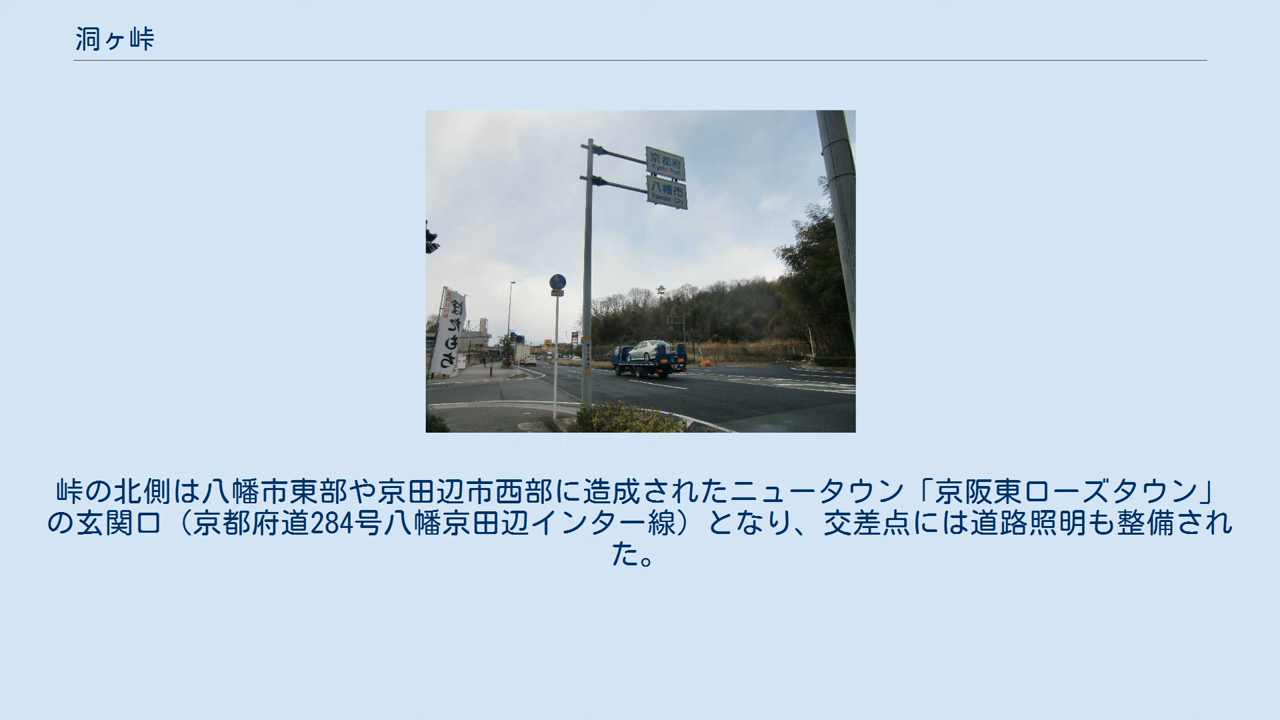 洞ヶ峠
京都府
八幡市
ぼたもち
峠の北側は八幡市東部や京田辺市西部に造成されたニュータウン「京阪東ローズタウン」
の玄関口（京都府道284号八幡京田辺インター線）となり、交差点には道路照明も整備され
た。